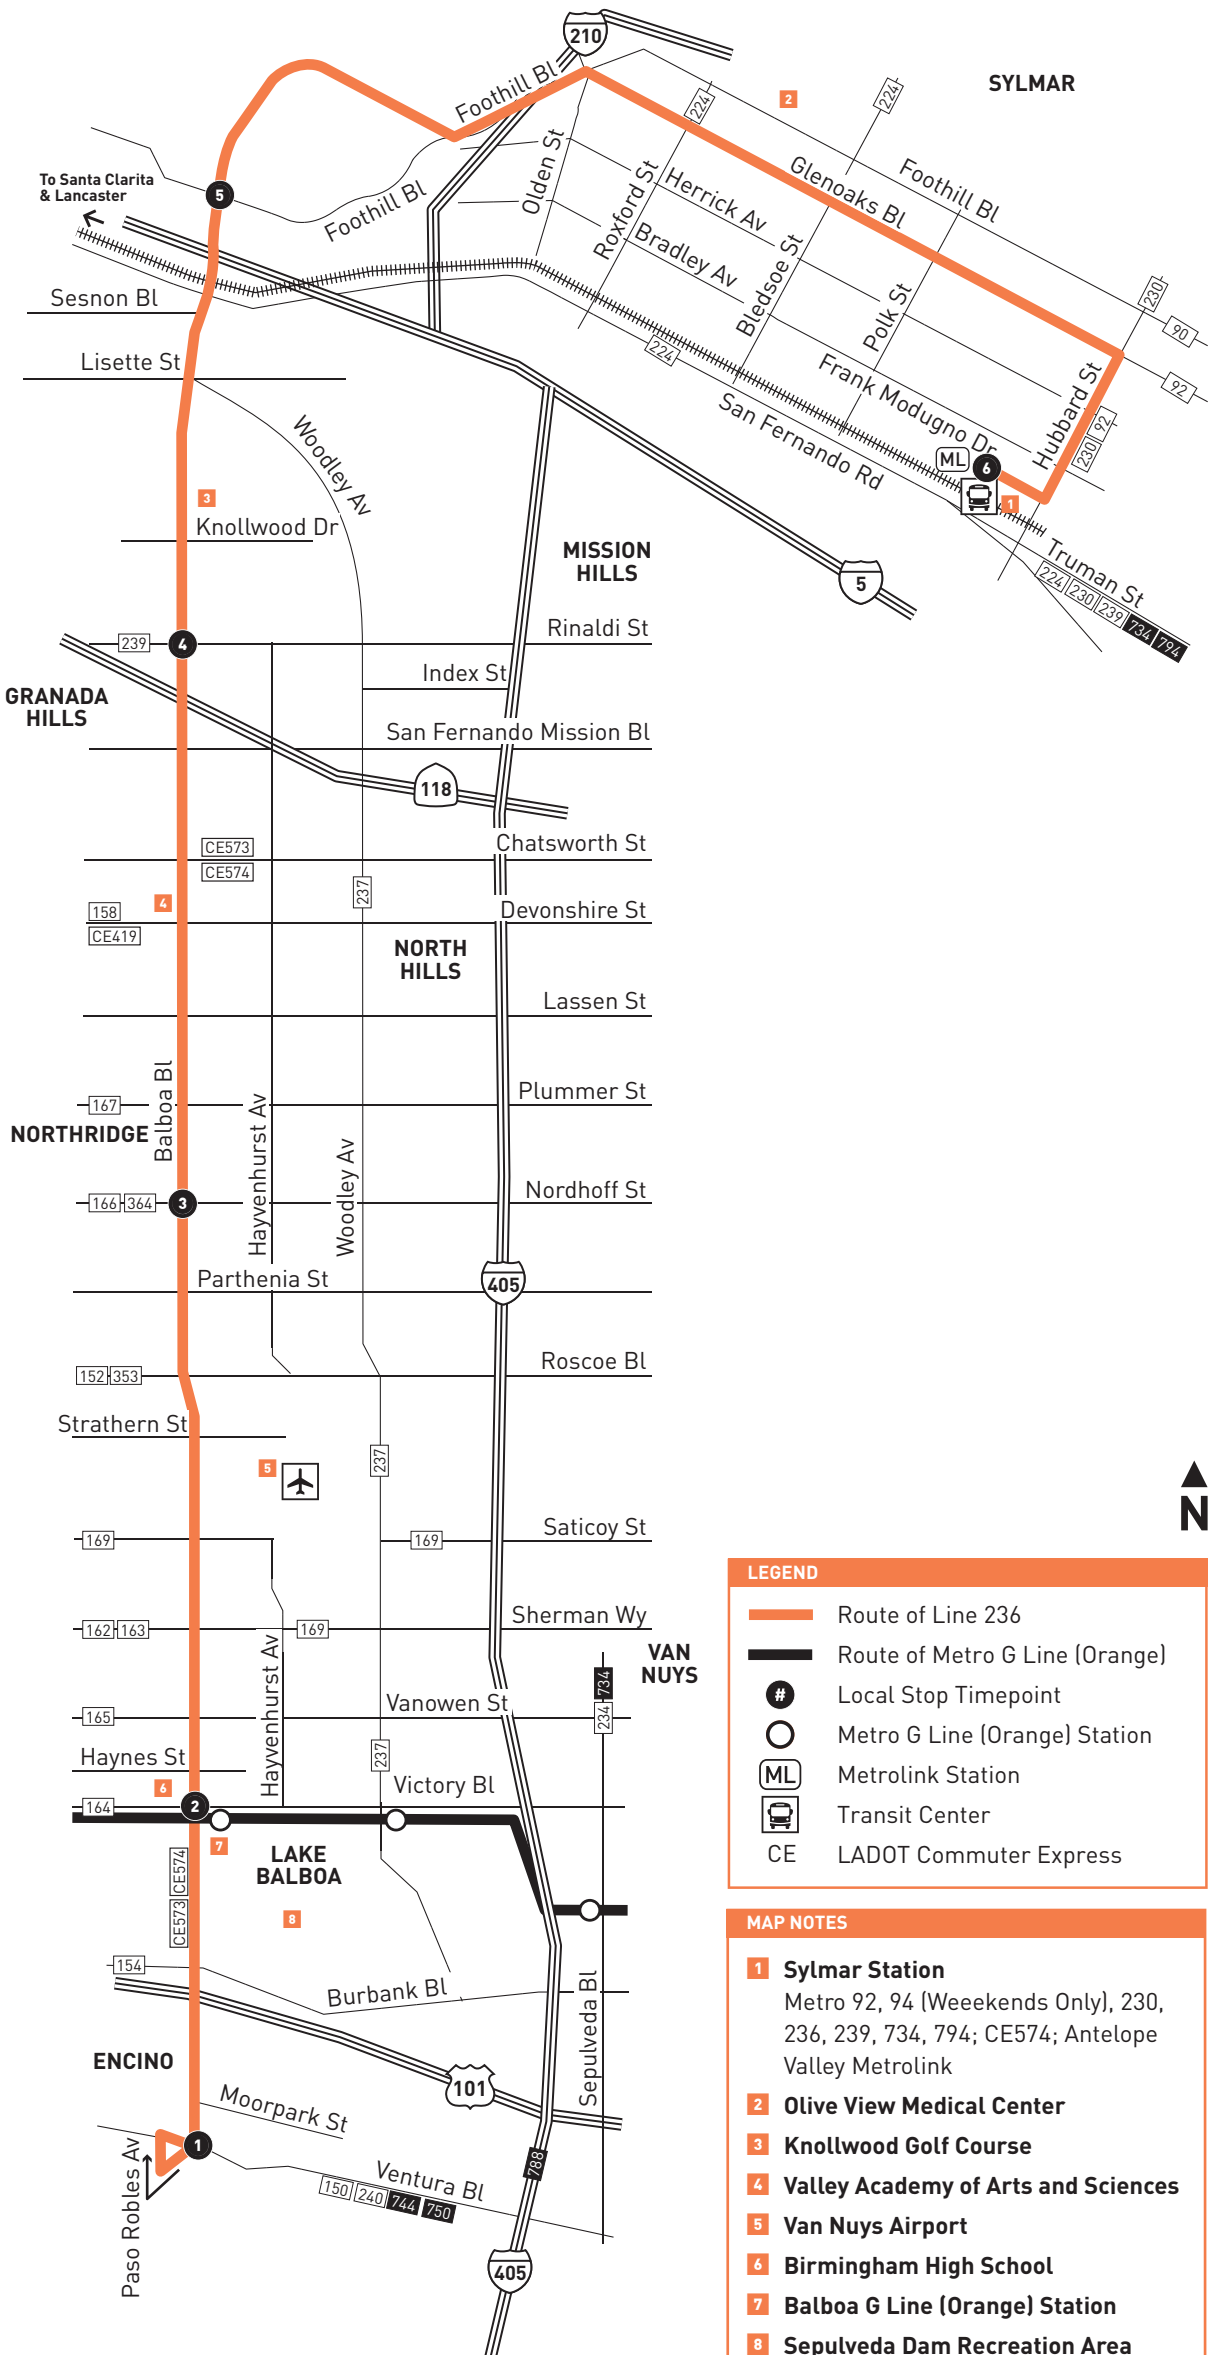 210
SYLMAR
Foothill Bl
224
2
224
To Santa Clarita
& Lancaster
5
Foothill Bl
Olden St
Roxford St
Herrick Av
Bradley Av
Glenoaks Bl
Foothill Bl
Bledsoe St
Polk St
230
90
92
Sesnon Bl
Lisette St
224
Frank Modugno Dr
San Fernando Rd
Hubbard St
230
92
ML
6
1
Woodley Av
3
Knollwood Dr
MISSION
HILLS
5
Truman St
224
230
239
734
794
239
4
Rinaldi St
Index St
GRANADA
HILLS
San Fernando Mission Bl
118
CE573
Chatsworth St
CE574
237
4
158
Devonshire St
CE419
NORTH
HILLS
Lassen St
Balboa Bl
167
Plummer St
NORTHRIDGE
Hayvenhurst Av
Woodley Av
166
364
3
Nordhoff St
Parthenia St
405
152
353
Roscoe Bl
Strathern St
237
5
169
169
Saticoy St
N
162
163
169
Sherman Wy
Hayvenhurst Av
VAN
NUYS
734
234
165
Vanowen St
Haynes St
237
6
164
2
Victory Bl
7
LAKE
BALBOA
CE573
CE574
8
154
Burbank Bl
Sepulveda Bl
ENCINO
101
Moorpark St
1
Paso Robles Av
Ventura Bl
150
240
744
750
788
405
LEGEND
Route of Line 236
Route of Metro G Line (Orange)
# Local Stop Timepoint
Metro G Line (Orange) Station
ML Metrolink Station
Transit Center
CE LADOT Commuter Express
MAP NOTES
1 Sylmar Station
Metro 92, 94 (Weeekends Only), 230,
236, 239, 734, 794; CE574; Antelope
Valley Metrolink
2 Olive View Medical Center
3 Knollwood Golf Course
4 Valley Academy of Arts and Sciences
5 Van Nuys Airport
6 Birmingham High School
7 Balboa G Line (Orange) Station
8 Sepulveda Dam Recreation Area